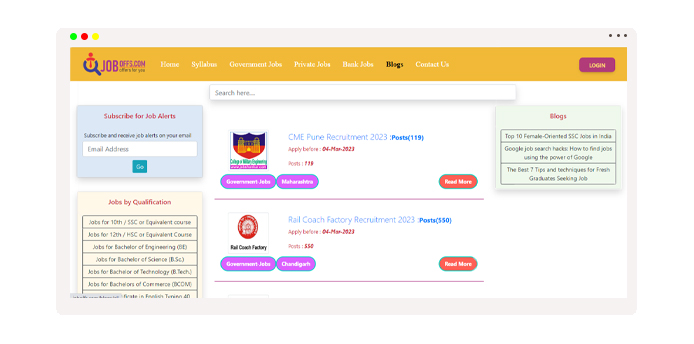 JOBOFFS.COM
offers for you
Home Syllabus Government Jobs Private Jobs Bank Jobs Blogs Contact Us
LOGIN
Search here...
Subscribe for Job Alerts
Subscribe and receive job alerts on your email
Email Address
Go
Jobs by Qualification
Jobs for 10th / SSC or Equivalent course
Jobs for 12th / HSC or Equivalent Course
Jobs for Bachelor of Engineering (BE)
Jobs for Bachelor of Science (B.Sc.)
Jobs for Bachelor of Technology (B.Tech.)
Jobs for Bachelors of Commerce (BCOM)
in English Typing 40
CME Pune Recruitment 2023 :Posts(119)
Apply before : 04-Mar-2023
Posts : 119
College of Military Engineering
Government Jobs Maharashtra
Read More
Rail Coach Factory Recruitment 2023 :Posts(550)
Apply before : 04-Mar-2023
Posts : 550
Rail Coach Factory
Government Jobs Chandigarh
Read More
Blogs
Top 10 Female-Oriented SSC Jobs in India
Google job search hacks: How to find jobs
using the power of Google
The Best 7 Tips and techniques for Fresh
Graduates Seeking Job